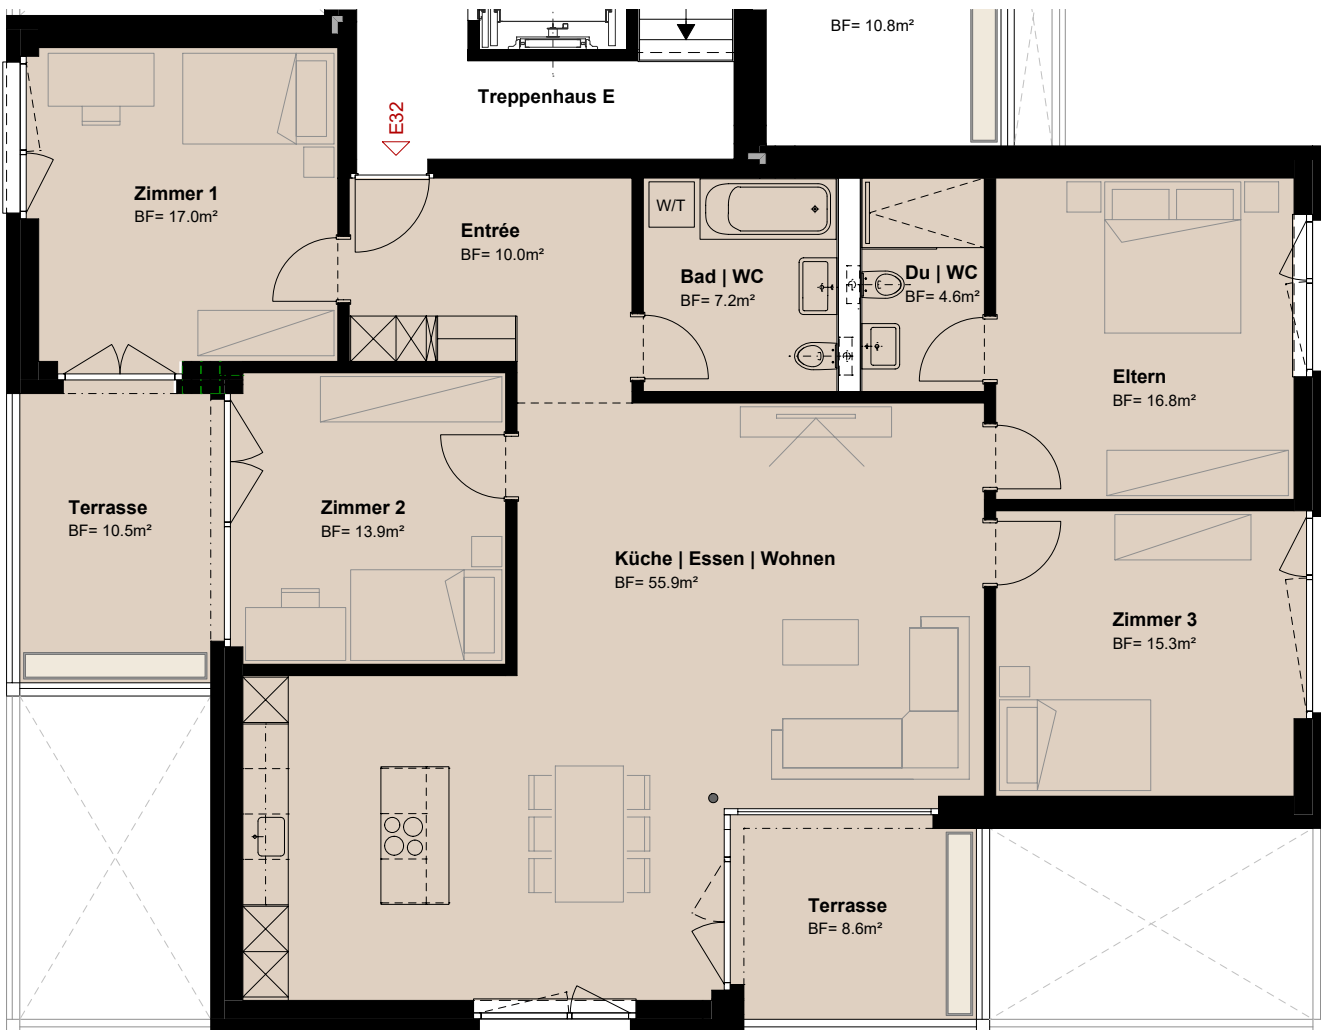 BF= 10.8m²
Treppenhaus E
E32
Zimmer 1
BF= 17.0m²
Entrée
BF= 10.0m²
W/T
Bad | WC
BF= 7.2m²
Du | WC
BF= 4.6m²
Eltern
BF= 16.8m²
Terrasse
BF= 10.5m²
Zimmer 2
BF= 13.9m²
Küche | Essen | Wohnen
BF= 55.9m²
Zimmer 3
BF= 15.3m²
Terrasse
BF= 8.6m²